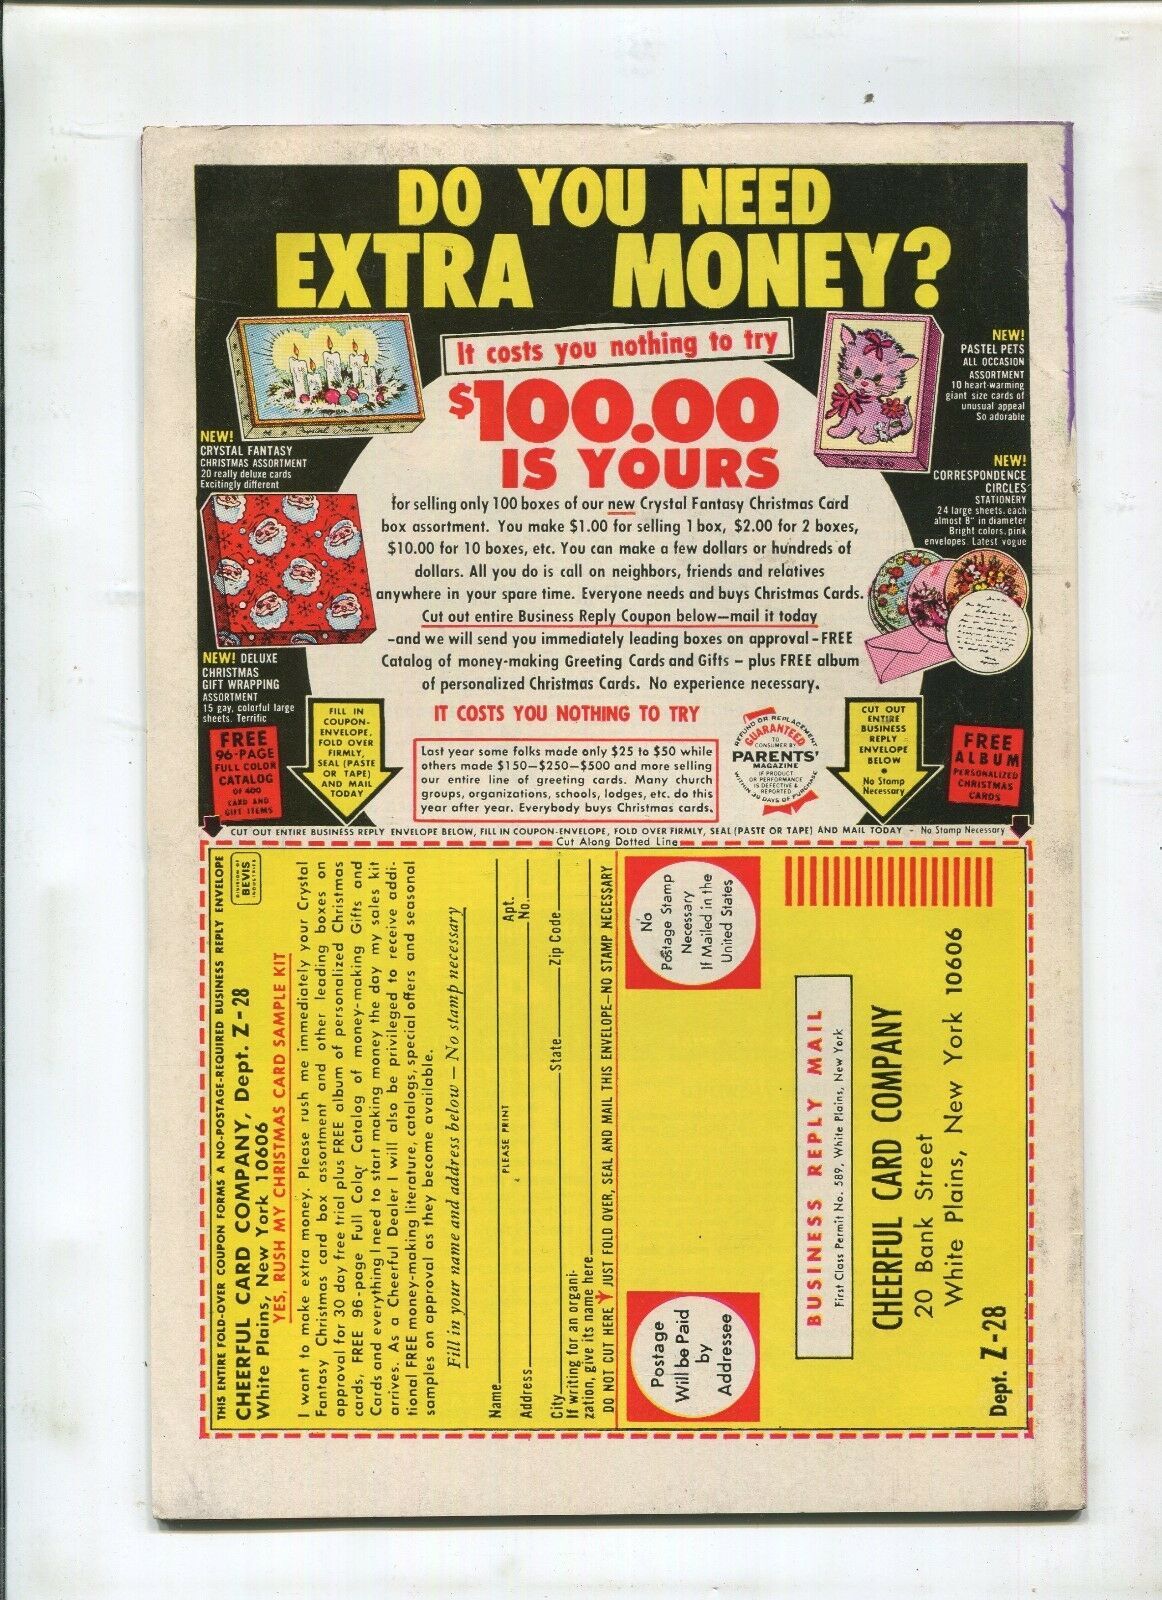 DO YOU NEED
EXTRA MONEY?
It costs you nothing to try
$100.00
IS YOURS
NEW!
CRYSTAL FANTASY
CHRISTMAS ASSORTMENT
20 really deluxe cards
Excitingly different
NEW!
PASTEL PETS
ALL OCCASION
ASSORTMENT
10 heart-warming
giant size cards of
unusual appeal
So adorable
NEW!
CORRESPONDENCE
CIRCLES
STATIONERY
24 large sheets, each
almost 8" in diameter
Bright colors, pink
envelopes. Latest vogue
for selling only 100 boxes of our new Crystal Fantasy Christmas Card
box assortment. You make $1.00 for selling 1 box, $2.00 for 2 boxes,
$10.00 for 10 boxes, etc. You can make a few dollars or hundreds of
dollars. All you do is call on neighbors, friends and relatives
anywhere in your spare time. Everyone needs and buys Christmas Cards.
Cut out entire Business Reply Coupon below—mail it today
-and we will send you immediately leading boxes on approval-FREE
Catalog of money-making Greeting Cards and Gifts - plus FREE album
of personalized Christmas Cards. No experience necessary.
NEW! DELUXE
CHRISTMAS
GIFT WRAPPING
ASSORTMENT
15 gay, colorful large
sheets. Terrific
FREE
96-PAGE
FULL COLOR
CATALOG
OF 400
CARD AND
GIFT ITEMS
FILL IN
COUPON-
ENVELOPE,
FOLD OVER
FIRMLY,
SEAL (PASTE
OR TAPE)
AND MAIL
TODAY
IT COSTS YOU NOTHING TO TRY
Last year some folks made only $25 to $50 while
others made $150—$250—$500 and more selling
our entire line of greeting cards. Many church
groups, organizations, schools, lodges, etc. do this
year after year. Everybody buys Christmas cards.
REFUND OR REPLACEMENT
GUARANTEED
TO CONSUMER BY
PARENTS'
MAGAZINE
IF PRODUCT
OR PERFORMANCE
IS DEFECTIVE &
REPORTED
WITHIN 30 DAYS OF PURCHASE
CUT OUT
ENTIRE
BUSINESS
REPLY
ENVELOPE
BELOW
•
No Stamp
Necessary
FREE
ALBUM
PERSONALIZED
CHRISTMAS
CARDS
CUT OUT ENTIRE BUSINESS REPLY ENVELOPE BELOW, FILL IN COUPON-ENVELOPE, FOLD OVER FIRMLY, SEAL (PASTE OR TAPE) AND MAIL TODAY - No Stamp Necessary
Cut Along Dotted Line
THIS ENTIRE FOLD-OVER COUPON FORMS A NO-POSTAGE-REQUIRED BUSINESS REPLY ENVELOPE
CHEERFUL CARD COMPANY, Dept. Z-28
White Plains, New York 10606
DIVISION OF
BEVIS
INDUSTRIES
YES, RUSH MY CHRISTMAS CARD SAMPLE KIT
I want to make extra money. Please rush me immediately your Crystal
Fantasy Christmas card box assortment and other leading boxes on
approval for 30 day free trial plus FREE album of personalized Christmas
cards, FREE 96-page Full Color Catalog of money-making Gifts and
Cards and everything I need to start making money the day my sales kit
arrives. As a Cheerful Dealer I will also be privileged to receive addi-
tional FREE money-making literature, catalogs, special offers and seasonal
samples on approval as they become available.
Fill in your name and address below — No stamp necessary
Name
PLEASE PRINT
Address Apt. No.
City State Zip Code
If writing for an organi-
zation, give its name here
DO NOT CUT HERE JUST FOLD OVER, SEAL AND MAIL THIS ENVELOPE—NO STAMP NECESSARY
Postage
Will be Paid
by
Addressee
No
Postage Stamp
Necessary
If Mailed in the
United States
BUSINESS REPLY MAIL
First Class Permit No. 589, White Plains, New York
CHEERFUL CARD COMPANY
20 Bank Street
White Plains, New York 10606
Dept. Z-28